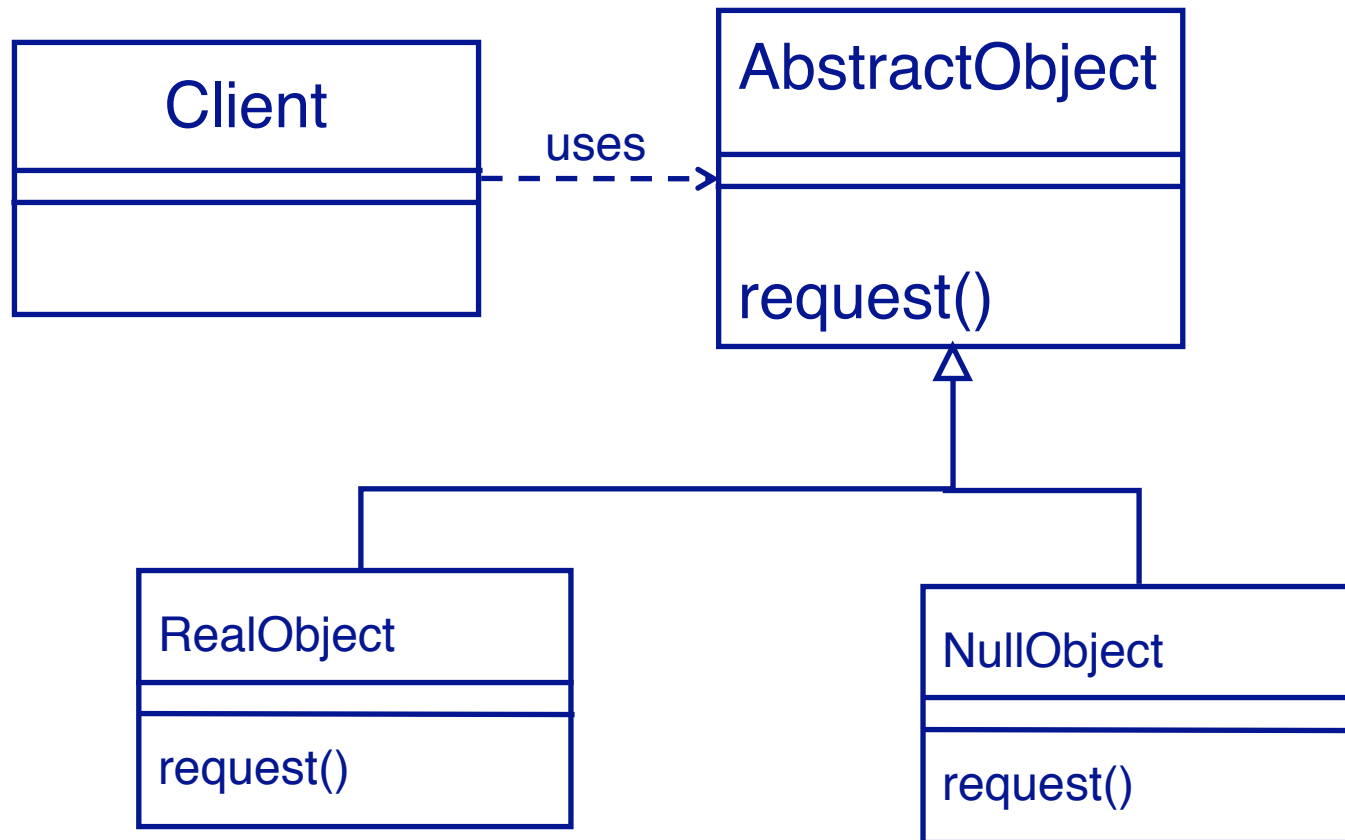 Client
uses
AbstractObject
request()
RealObject
request()
NullObject
request()